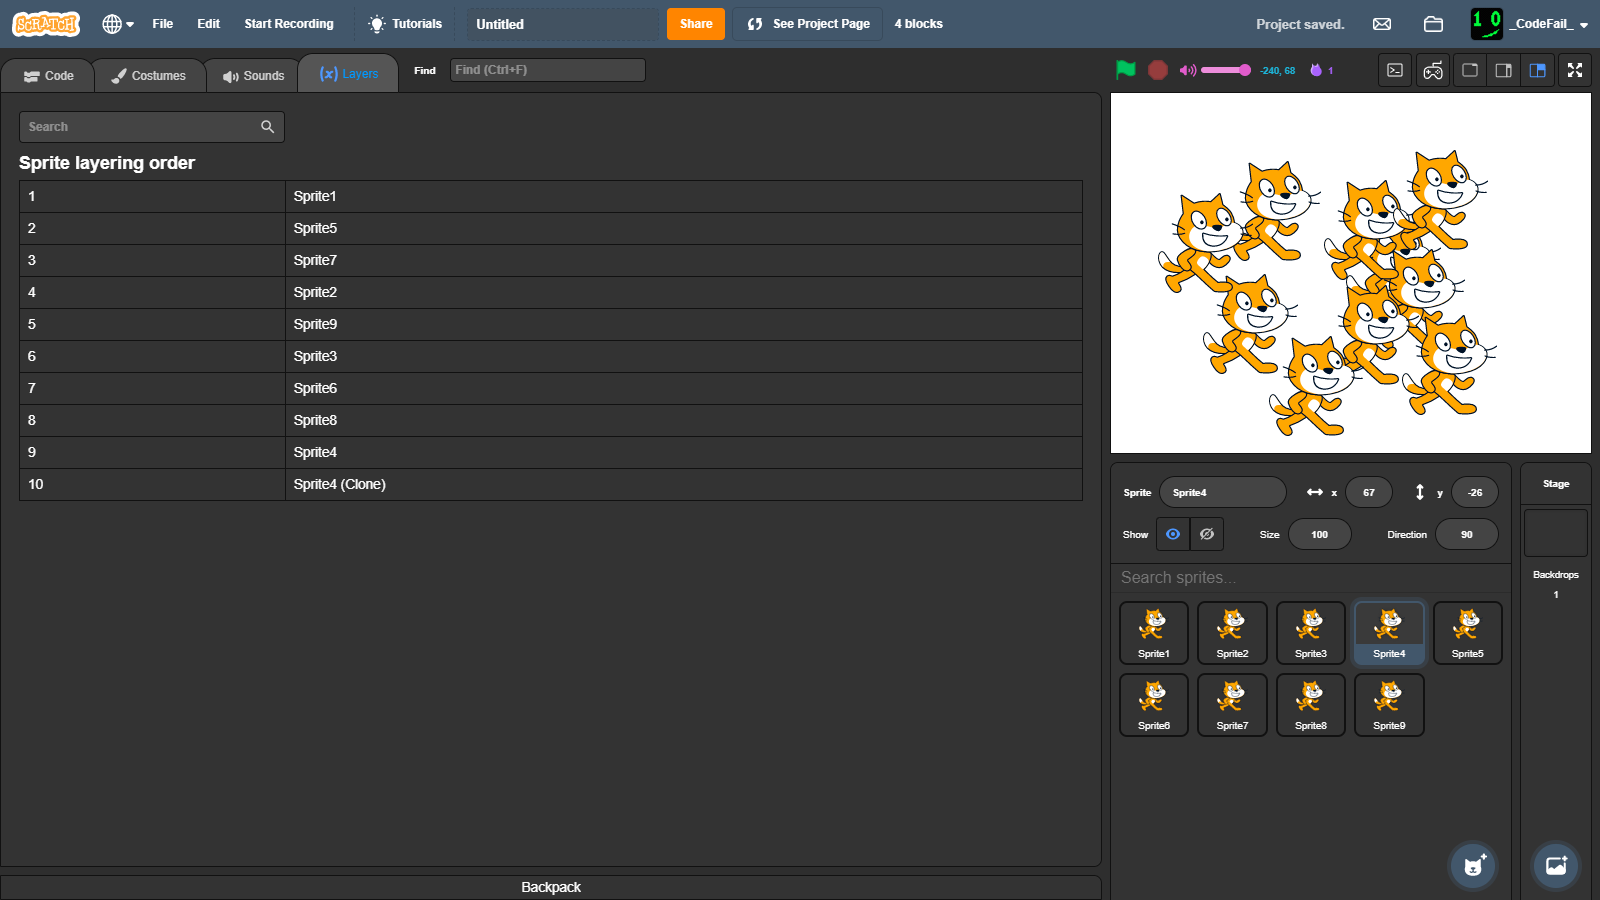 SCRATCH File Edit Start Recording Tutorials Untitled Share See Project Page 4 blocks Project saved. 1 0 _CodeFail_
Code Costumes Sounds (x) Layers Find Find (Ctrl+F) -240, 68 1
Search
Sprite layering order
1 Sprite1
2 Sprite5
3 Sprite7
4 Sprite2
5 Sprite9
6 Sprite3
7 Sprite6
8 Sprite8
9 Sprite4
10 Sprite4 (Clone)
Sprite Sprite4 x 67 y -26
Show Size 100 Direction 90
Search sprites...
Sprite1 Sprite2 Sprite3 Sprite4 Sprite5
Sprite6 Sprite7 Sprite8 Sprite9
Stage
Backdrops
1
Backpack